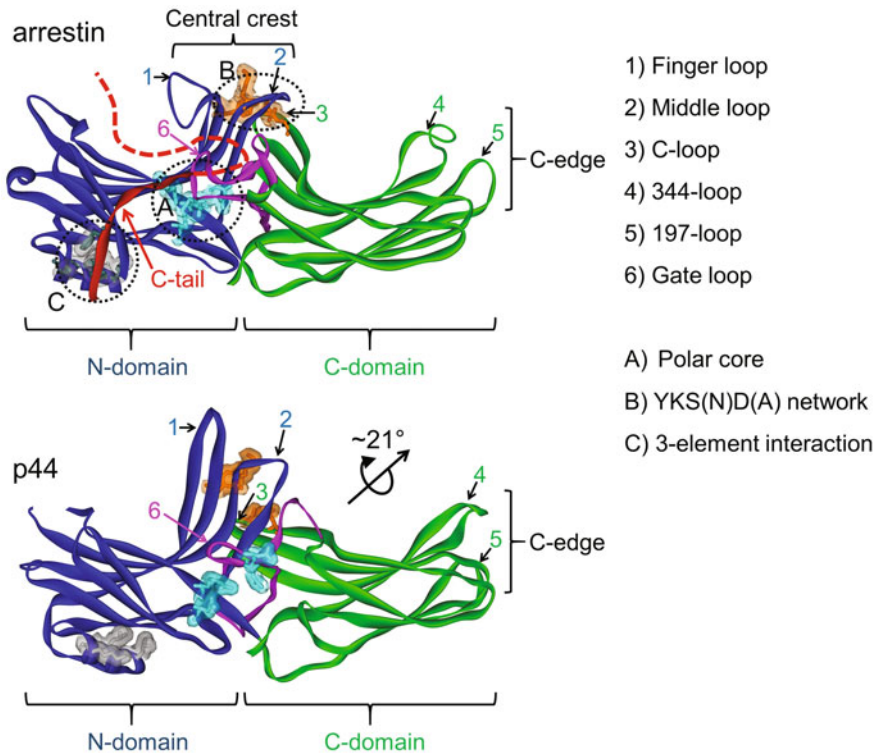 Central crest
arrestin
1
B
2
3
6
4
5
A
C-edge
C-tail
C
N-domain
C-domain
1) Finger loop
2) Middle loop
3) C-loop
4) 344-loop
5) 197-loop
6) Gate loop
A) Polar core
B) YKS(N)D(A) network
C) 3-element interaction
p44
1
2
~21°
3
6
4
5
C-edge
N-domain
C-domain